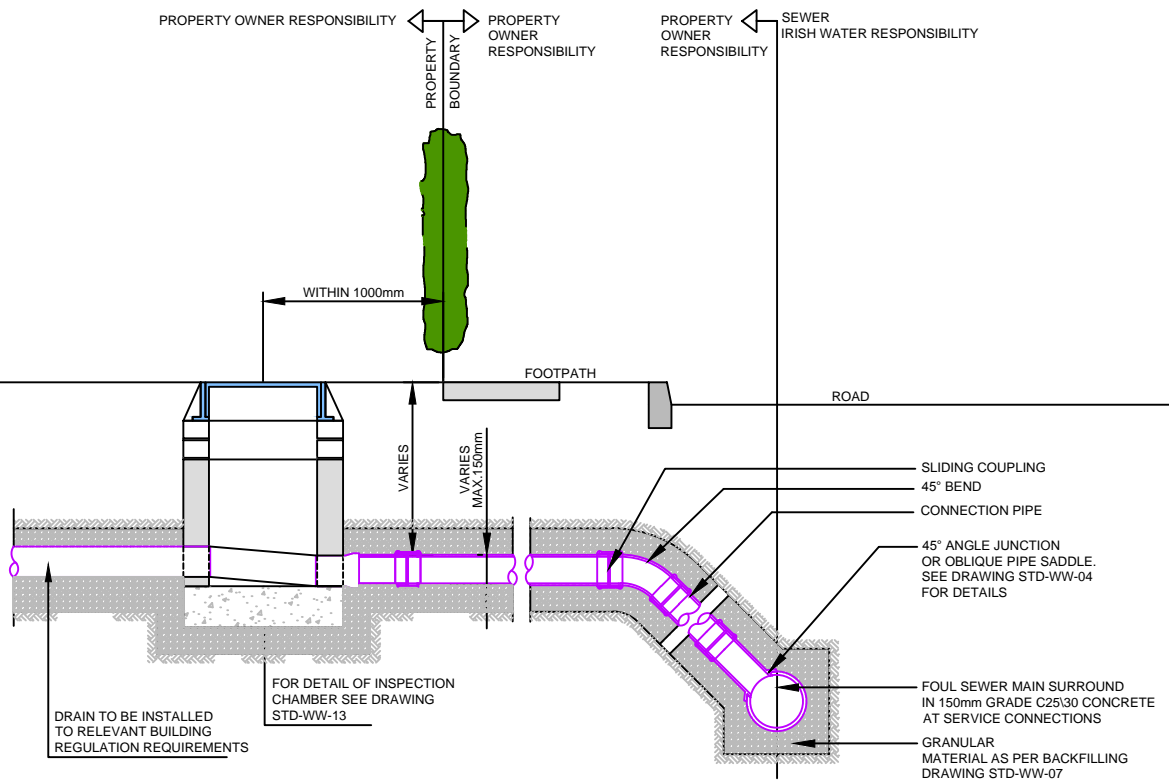 PROPERTY OWNER RESPONSIBILITY
PROPERTY
OWNER
RESPONSIBILITY
PROPERTY
OWNER
RESPONSIBILITY
SEWER
IRISH WATER RESPONSIBILITY
PROPERTY
BOUNDARY
WITHIN 1000mm
FOOTPATH
ROAD
VARIES
VARIES
MAX.150mm
SLIDING COUPLING
45° BEND
CONNECTION PIPE
45° ANGLE JUNCTION
OR OBLIQUE PIPE SADDLE.
SEE DRAWING STD-WW-04
FOR DETAILS
FOR DETAIL OF INSPECTION
CHAMBER SEE DRAWING
STD-WW-13
DRAIN TO BE INSTALLED
TO RELEVANT BUILDING
REGULATION REQUIREMENTS
FOUL SEWER MAIN SURROUND
IN 150mm GRADE C25\30 CONCRETE
AT SERVICE CONNECTIONS
GRANULAR
MATERIAL AS PER BACKFILLING
DRAWING STD-WW-07